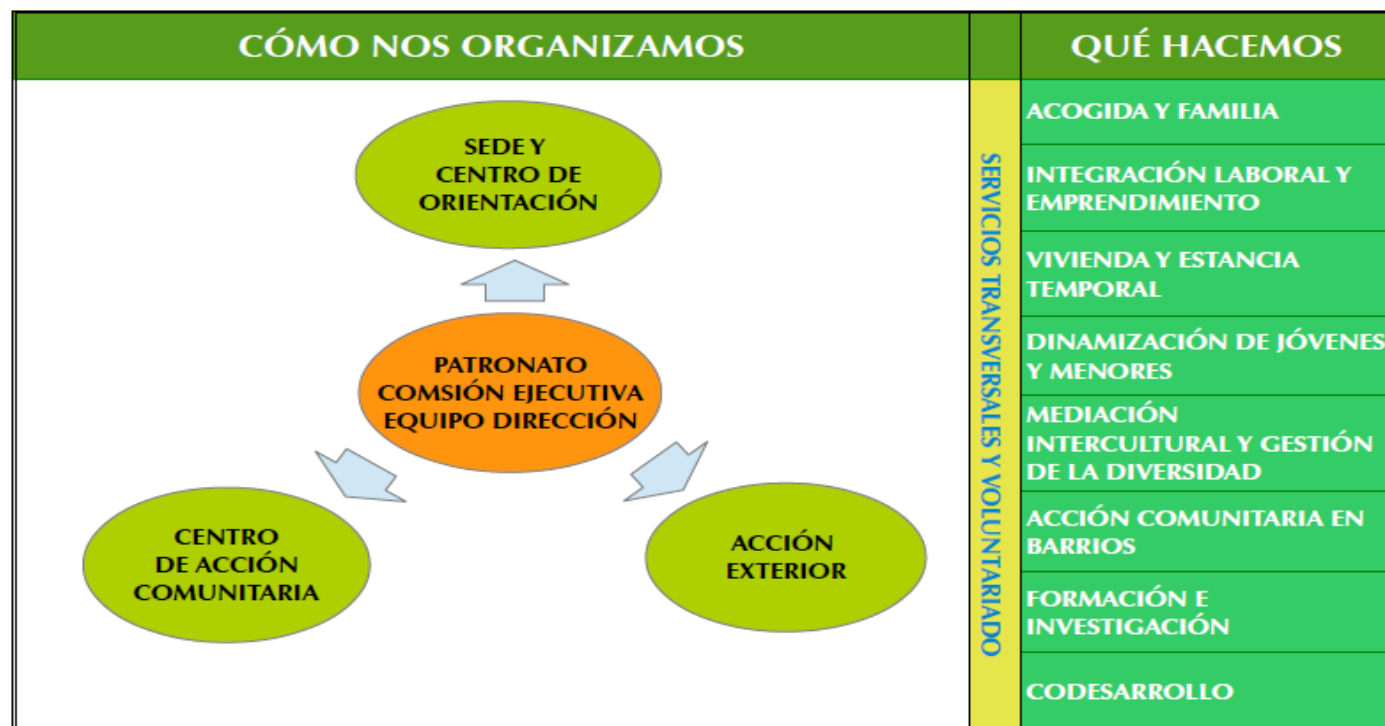 CÓMO NOS ORGANIZAMOS
SEDE Y
CENTRO DE
ORIENTACIÓN
PATRONATO
COMSIÓN EJECUTIVA
EQUIPO DIRECCIÓN
CENTRO
DE ACCIÓN
COMUNITARIA
ACCIÓN
EXTERIOR
SERVICIOS TRANSVERSALES Y VOLUNTARIADO
QUÉ HACEMOS
ACOGIDA Y FAMILIA
INTEGRACIÓN LABORAL Y
EMPRENDIMIENTO
VIVIENDA Y ESTANCIA
TEMPORAL
DINAMIZACIÓN DE JÓVENES
Y MENORES
MEDIACIÓN
INTERCULTURAL Y GESTIÓN
DE LA DIVERSIDAD
ACCIÓN COMUNITARIA EN
BARRIOS
FORMACIÓN E
INVESTIGACIÓN
CODESARROLLO